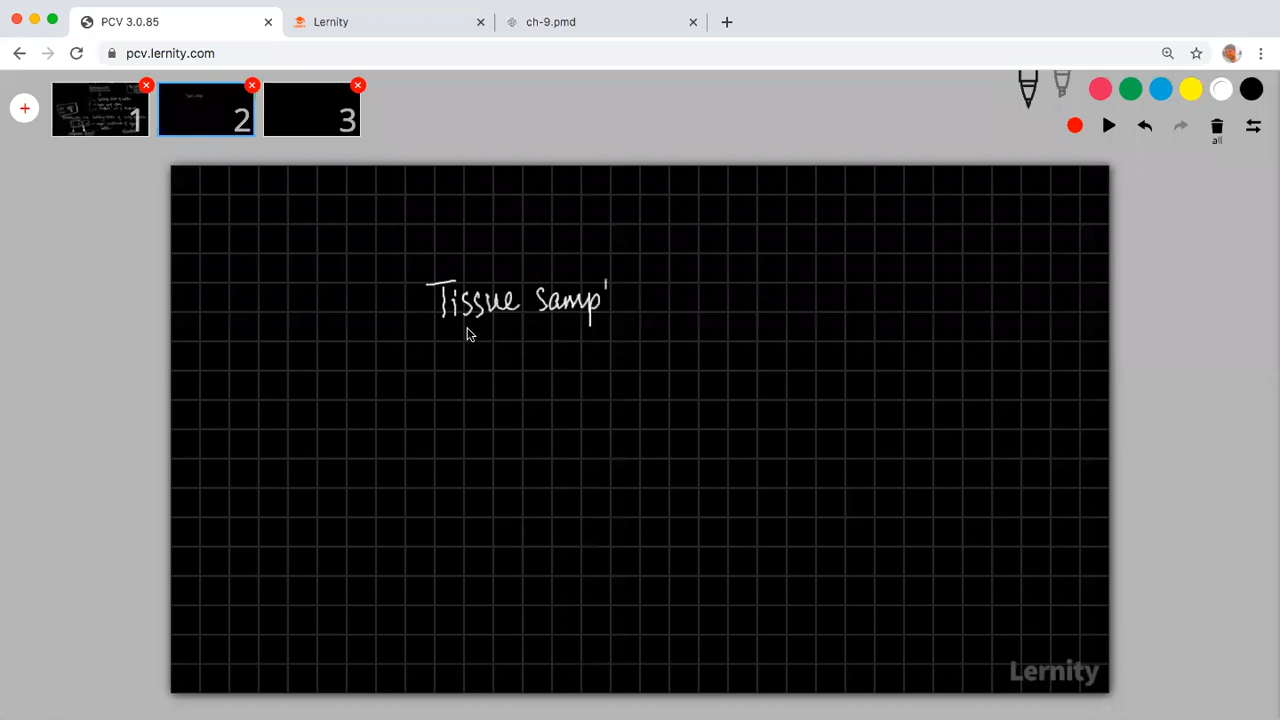 PCV 3.0.85
Lernity
ch-9.pmd
pcv.lernity.com
1
2
3
all
Tissue samp'
Lernity